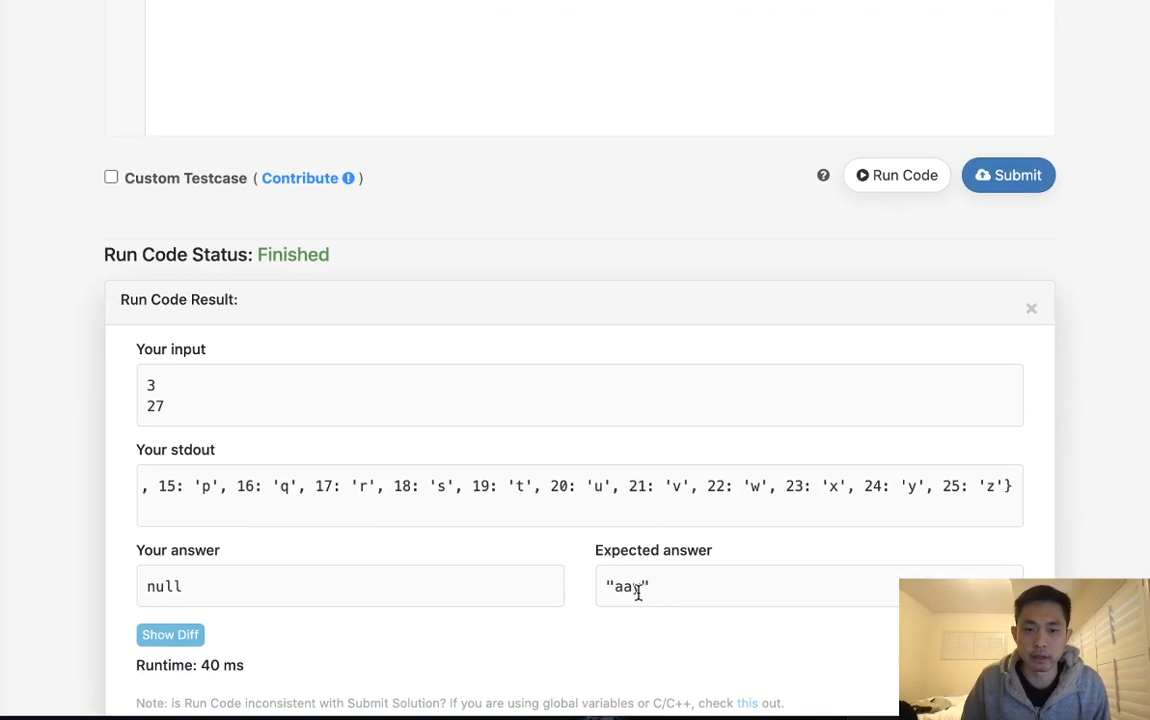 Custom Testcase ( Contribute )
? Run Code Submit
Run Code Status: Finished
Run Code Result: ×
Your input
3
27
Your stdout
, 15: 'p', 16: 'q', 17: 'r', 18: 's', 19: 't', 20: 'u', 21: 'v', 22: 'w', 23: 'x', 24: 'y', 25: 'z'}
Your answer
null
Expected answer
"aay"
Show Diff
Runtime: 40 ms
Note: is Run Code inconsistent with Submit Solution? If you are using global variables or C/C++, check this out.